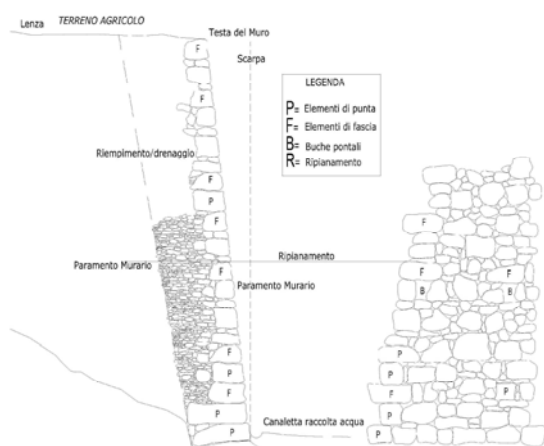 Lenza TERRENO AGRICOLO
Testa del Muro
F
Scarpa
LEGENDA
P= Elementi di punta
F= Elementi di fascia
B= Buche pontali
R= Ripianamento
F
Riempimento/drenaggio
F
P
F
F
Ripianamento
Paramento Murario
F
F
F
Paramento Murario
B
B
F
P
P
P
F
F
P
P
Canaletta raccolta acqua
P
P